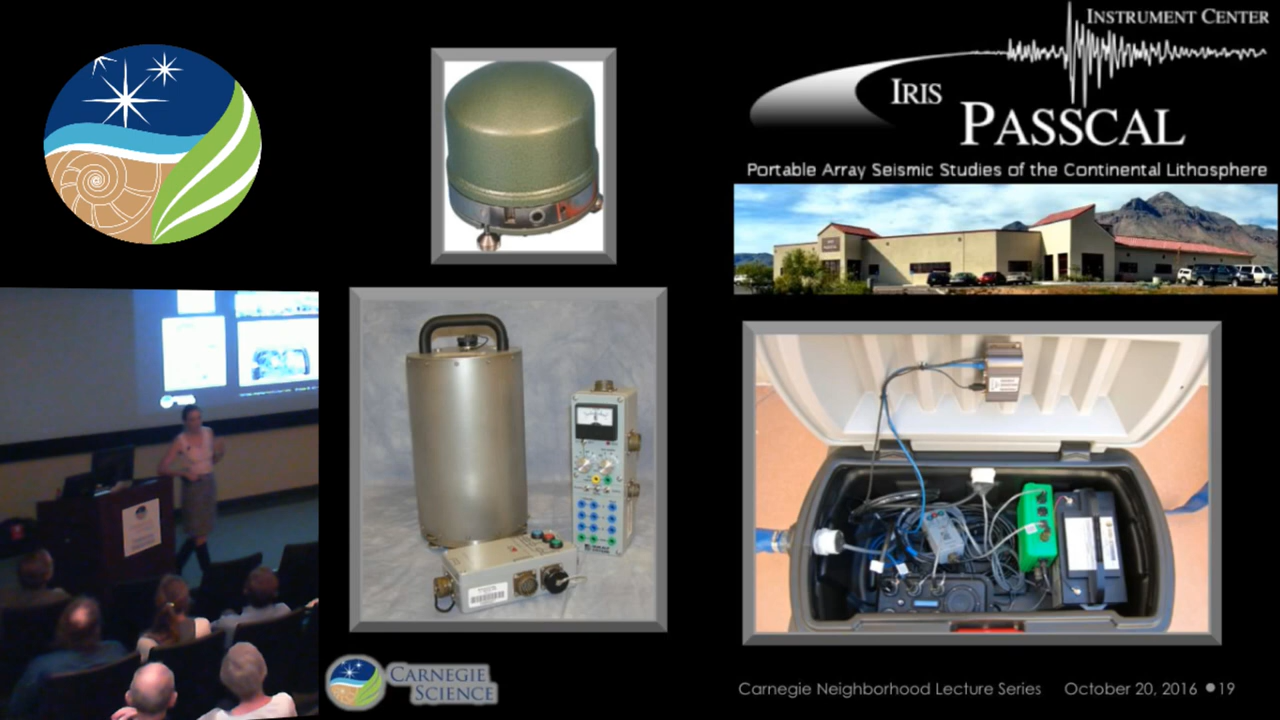 INSTRUMENT CENTER
IRIS
PASSCAL
Portable Array Seismic Studies of the Continental Lithosphere
CARNEGIE
SCIENCE
Carnegie Neighborhood Lecture Series October 20, 2016 19